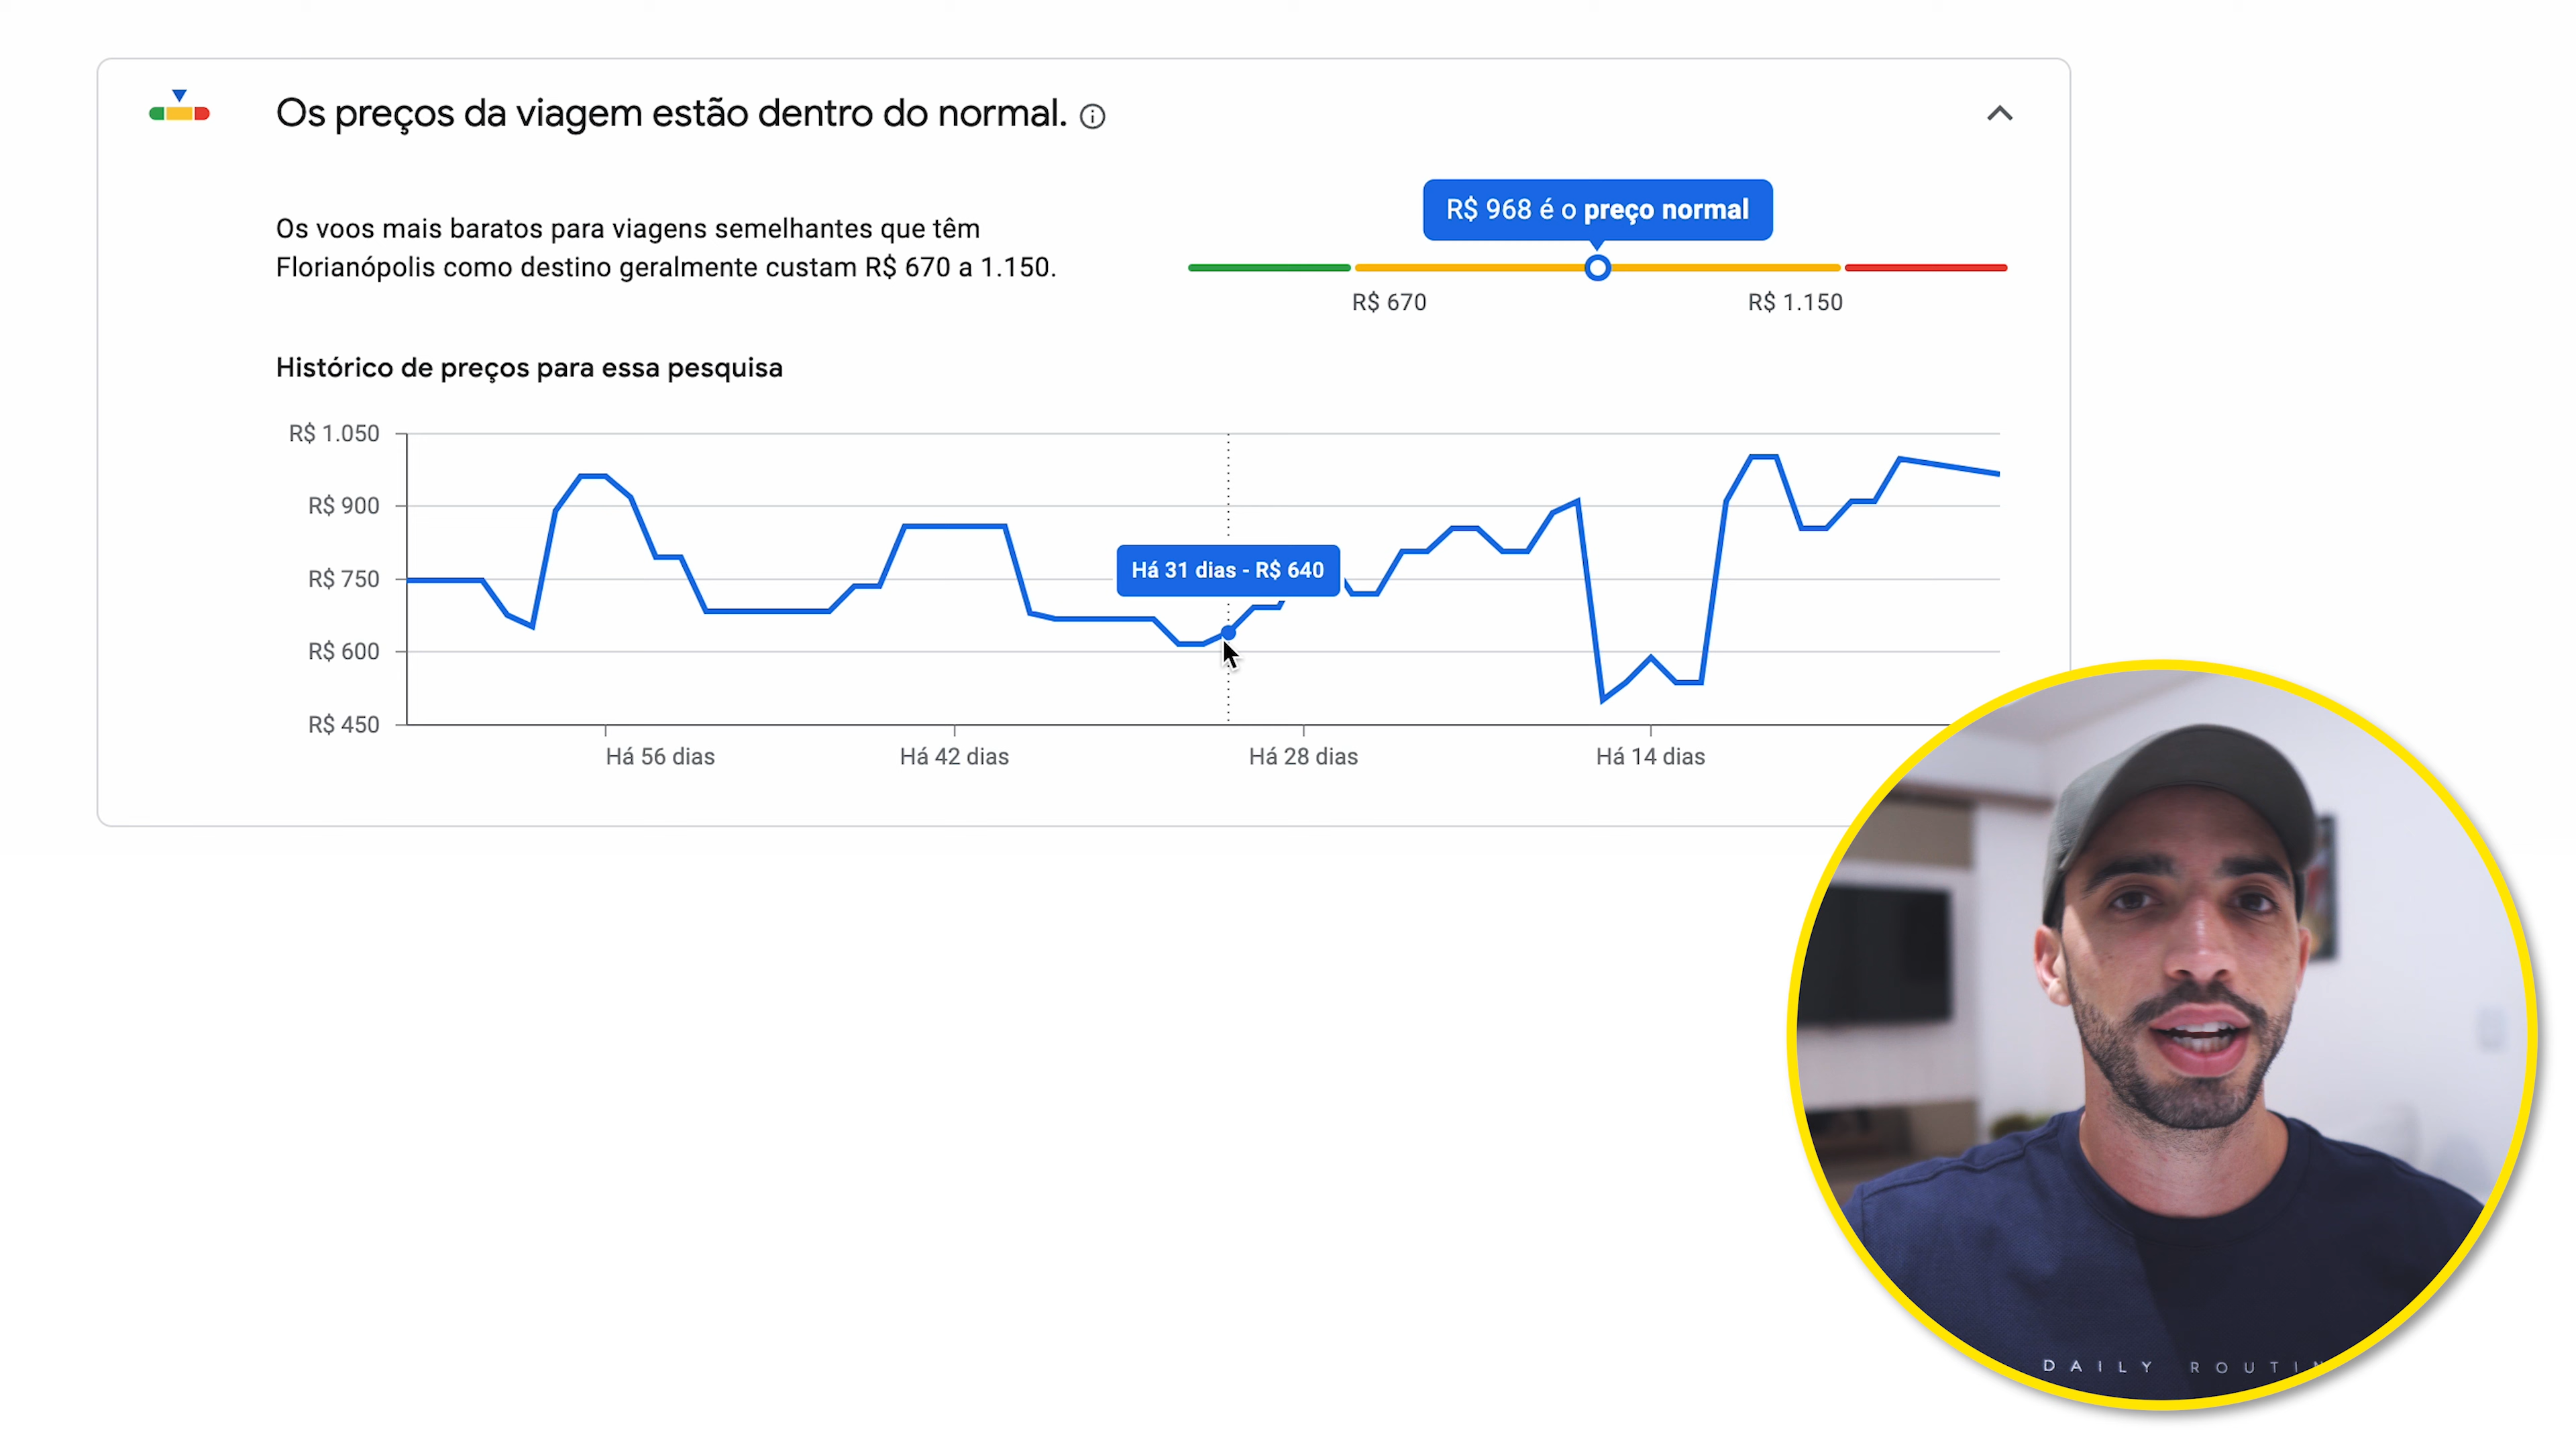 Os preços da viagem estão dentro do normal.
Os voos mais baratos para viagens semelhantes que têm
Florianópolis como destino geralmente custam R$ 670 a 1.150.
R$ 968 é o preço normal
R$ 670
R$ 1.150
Histórico de preços para essa pesquisa
R$ 1.050
R$ 900
R$ 750
R$ 600
R$ 450
Há 31 dias - R$ 640
Há 56 dias
Há 42 dias
Há 28 dias
Há 14 dias
DAILY